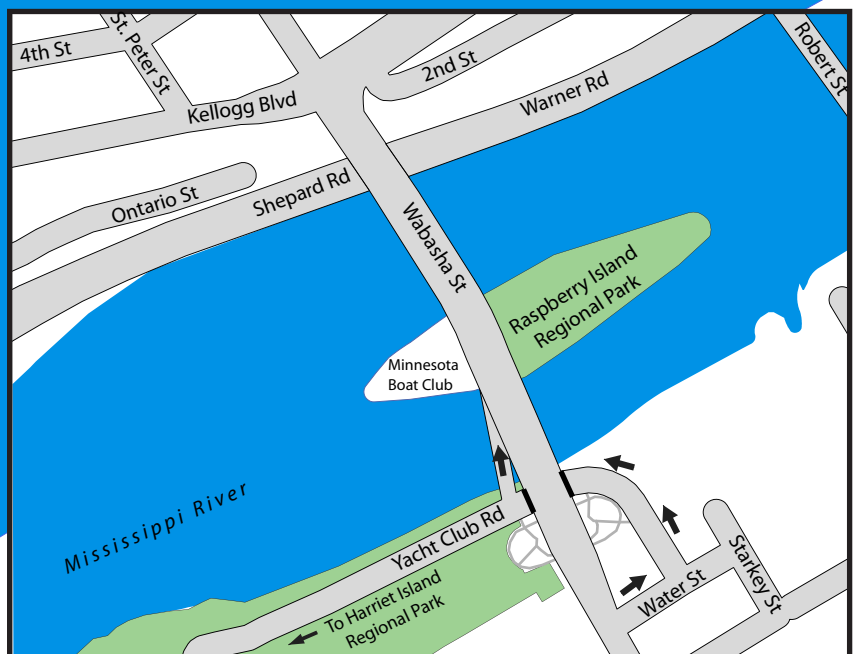 St. Peter St
4th St
2nd St
Robert St
Kellogg Blvd
Warner Rd
Ontario St
Shepard Rd
Wabasha St
Raspberry Island
Regional Park
Minnesota
Boat Club
Mississippi River
Yacht Club Rd
Starkey St
Water St
To Harriet Island
Regional Park